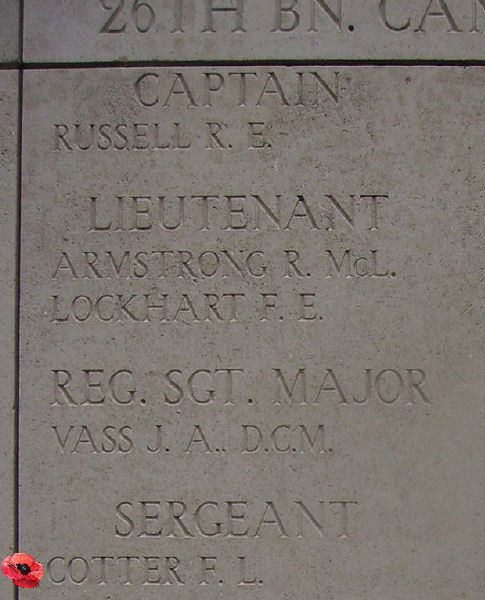 26TH BN. CAN
CAPTAIN
RUSSELL R. E.
LIEUTENANT
ARMSTRONG R. McL.
LOCKHART F. E.
REG. SGT. MAJOR
VASS J. A., D.C.M.
SERGEANT
COTTER F. L.